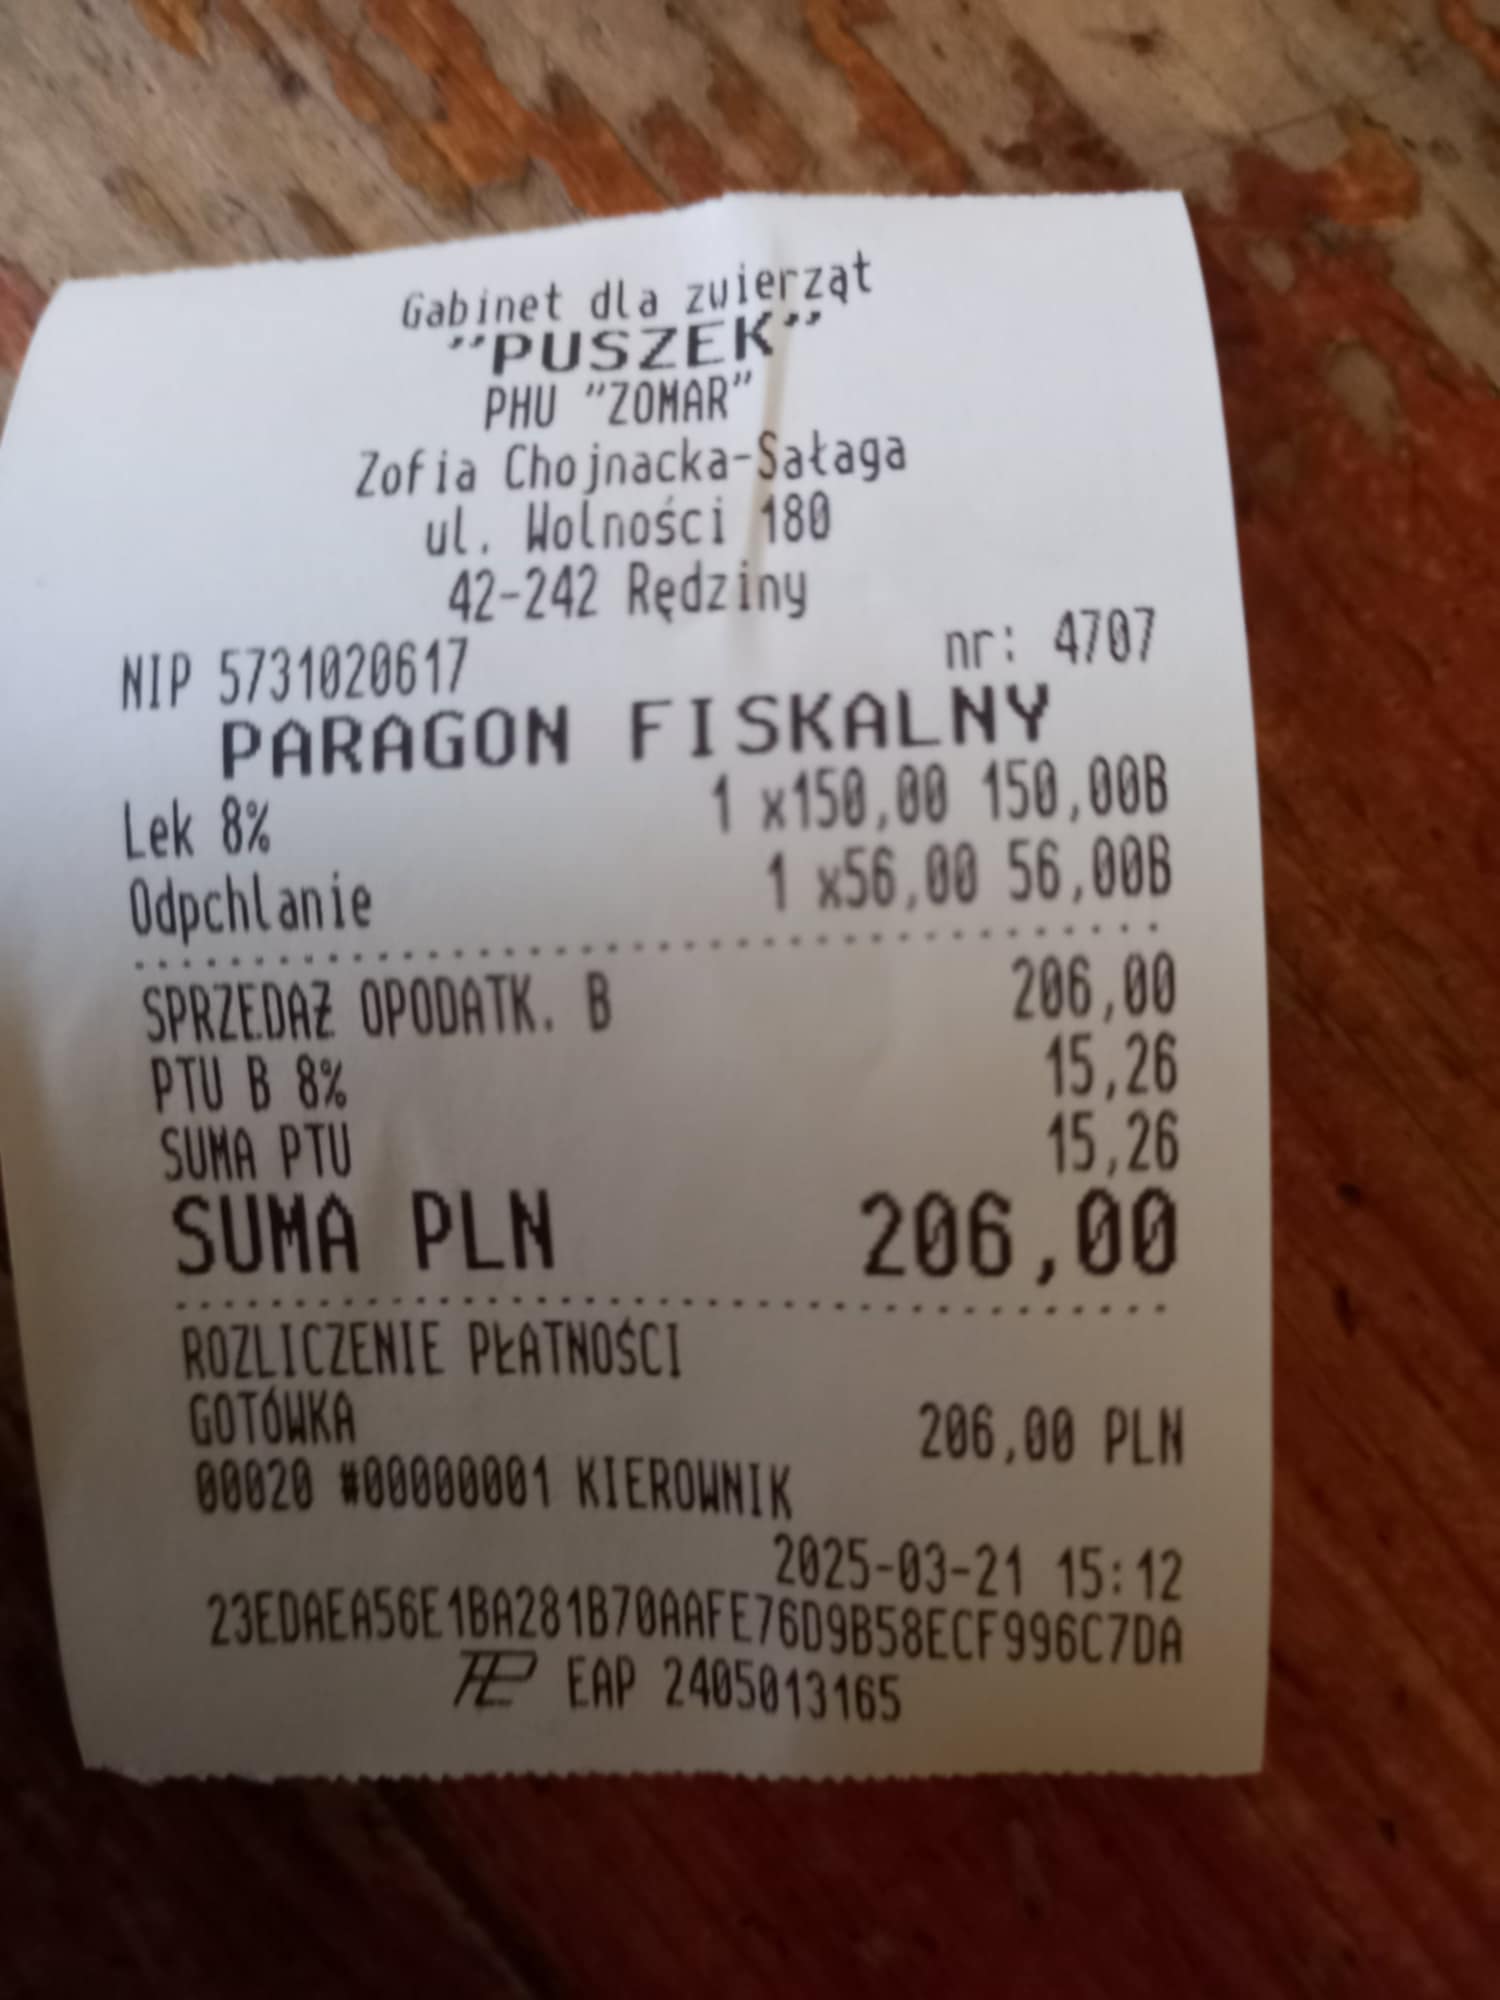 Gabinet dla zwierząt
"PUSZEK"
PHU "ZOMAR"
Zofia Chojnacka-Sałaga
ul. Wolności 180
42-242 Rędziny
NIP 5731020617 nr: 4707
PARAGON FISKALNY
Lek 8% 1 x150,00 150,00B
Odpchlanie 1 x56,00 56,00B
SPRZEDAŻ OPODATK. B 206,00
PTU B 8% 15,26
SUMA PTU 15,26
SUMA PLN 206,00
ROZLICZENIE PŁATNOŚCI
GOTÓWKA 206,00 PLN
00020 #00000001 KIEROWNIK
2025-03-21 15:12
23EDAEA56E1BA281B70AAFE76D9B58ECF996C7DA
EAP 2405013165